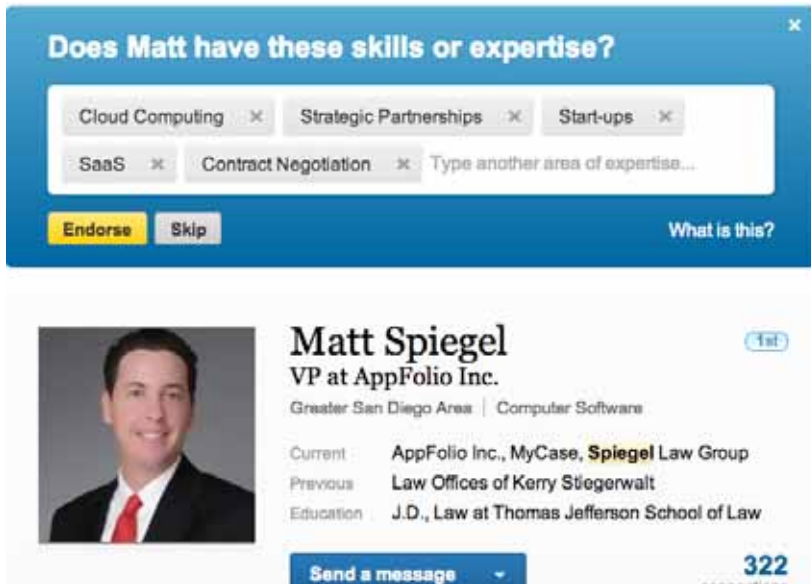 ×
Does Matt have these skills or expertise?
Cloud Computing × Strategic Partnerships × Start-ups ×
SaaS × Contract Negotiation × Type another area of expertise...
Endorse Skip What is this?
Matt Spiegel 1st
VP at AppFolio Inc.
Greater San Diego Area | Computer Software
Current AppFolio Inc., MyCase, Spiegel Law Group
Previous Law Offices of Kerry Stiegerwalt
Education J.D., Law at Thomas Jefferson School of Law
Send a message 322